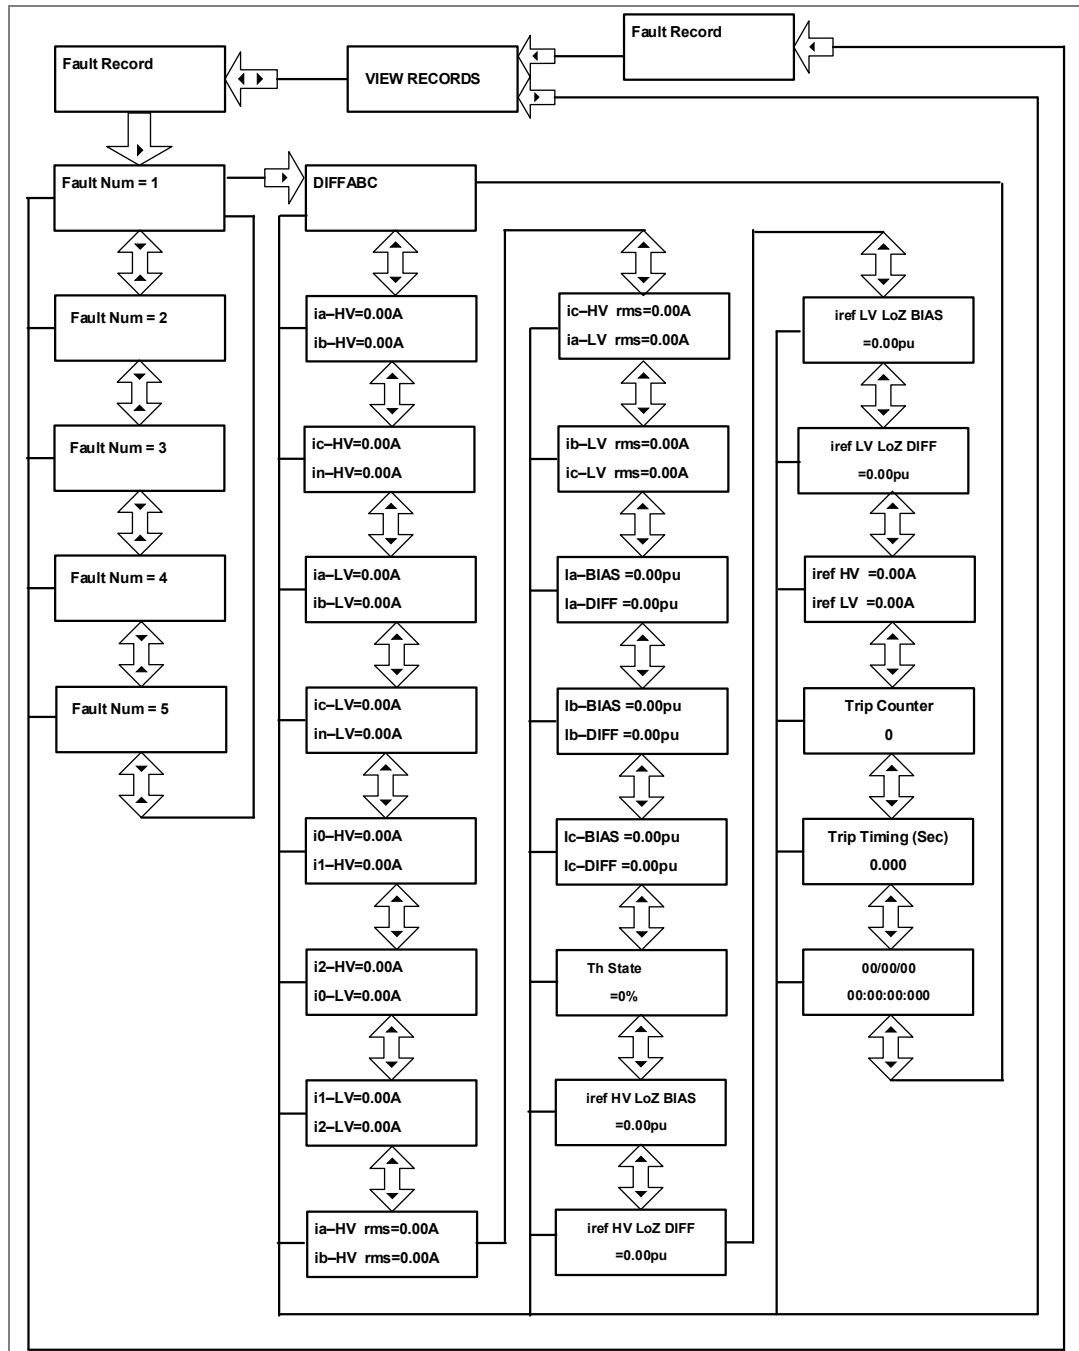 Fault Record
Fault Record
VIEW RECORDS
Fault Num = 1
Fault Num = 2
Fault Num = 3
Fault Num = 4
Fault Num = 5
DIFFABC
ia–HV=0.00A
ib–HV=0.00A
ic–HV=0.00A
in–HV=0.00A
ia–LV=0.00A
ib–LV=0.00A
ic–LV=0.00A
in–LV=0.00A
i0–HV=0.00A
i1–HV=0.00A
i2–HV=0.00A
i0–LV=0.00A
i1–LV=0.00A
i2–LV=0.00A
ia–HV rms=0.00A
ib–HV rms=0.00A
ic–HV rms=0.00A
ia–LV rms=0.00A
ib–LV rms=0.00A
ic–LV rms=0.00A
Ia–BIAS =0.00pu
Ia–DIFF =0.00pu
Ib–BIAS =0.00pu
Ib–DIFF =0.00pu
Ic–BIAS =0.00pu
Ic–DIFF =0.00pu
Th State
=0%
iref HV LoZ BIAS
=0.00pu
iref HV LoZ DIFF
=0.00pu
iref LV LoZ BIAS
=0.00pu
iref LV LoZ DIFF
=0.00pu
iref HV =0.00A
iref LV =0.00A
Trip Counter
0
Trip Timing (Sec)
0.000
00/00/00
00:00:00:000